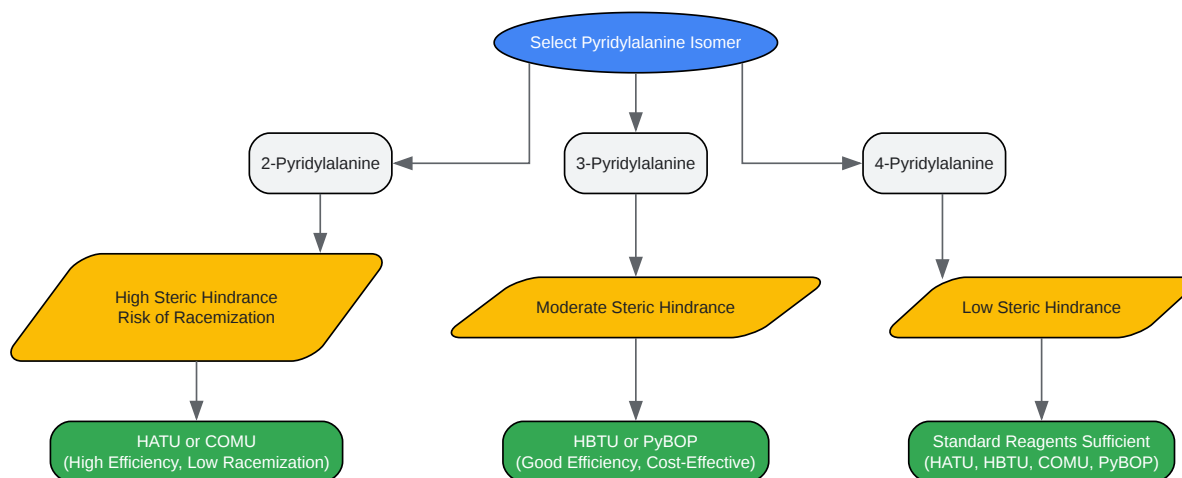 Select Pyridylalanine Isomer
2-Pyridylalanine
3-Pyridylalanine
4-Pyridylalanine
High Steric Hindrance
Risk of Racemization
Moderate Steric Hindrance
Low Steric Hindrance
HATU or COMU
(High Efficiency, Low Racemization)
HBTU or PyBOP
(Good Efficiency, Cost-Effective)
Standard Reagents Sufficient
(HATU, HBTU, COMU, PyBOP)